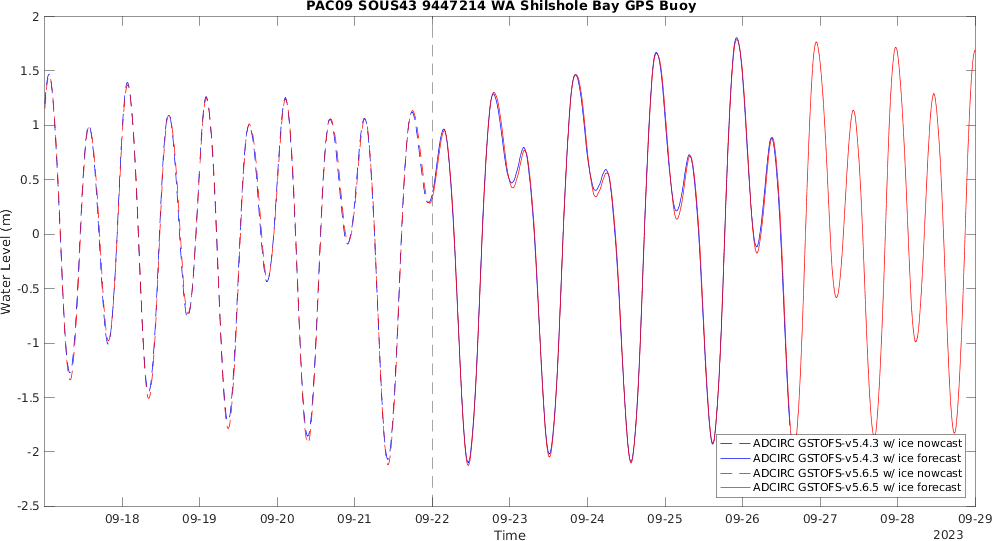 PAC09 SOUS43 9447214 WA Shilshole Bay GPS Buoy
2
1.5
1
0.5
0
-0.5
-1
-1.5
-2
-2.5
Water Level (m)
ADCIRC GSTOFS-v5.4.3 w/ ice nowcast
ADCIRC GSTOFS-v5.4.3 w/ ice forecast
ADCIRC GSTOFS-v5.6.5 w/ ice nowcast
ADCIRC GSTOFS-v5.6.5 w/ ice forecast
09-18 09-19 09-20 09-21 09-22 09-23 09-24 09-25 09-26 09-27 09-28 09-29
Time 2023